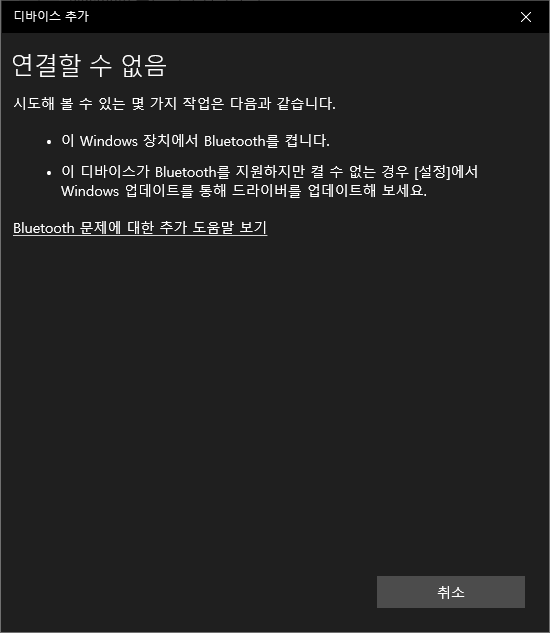 디바이스 추가
연결할 수 없음
시도해 볼 수 있는 몇 가지 작업은 다음과 같습니다.
• 이 Windows 장치에서 Bluetooth를 켭니다.
• 이 디바이스가 Bluetooth를 지원하지만 켤 수 없는 경우 [설정]에서
Windows 업데이트를 통해 드라이버를 업데이트해 보세요.
Bluetooth 문제에 대한 추가 도움말 보기
취소